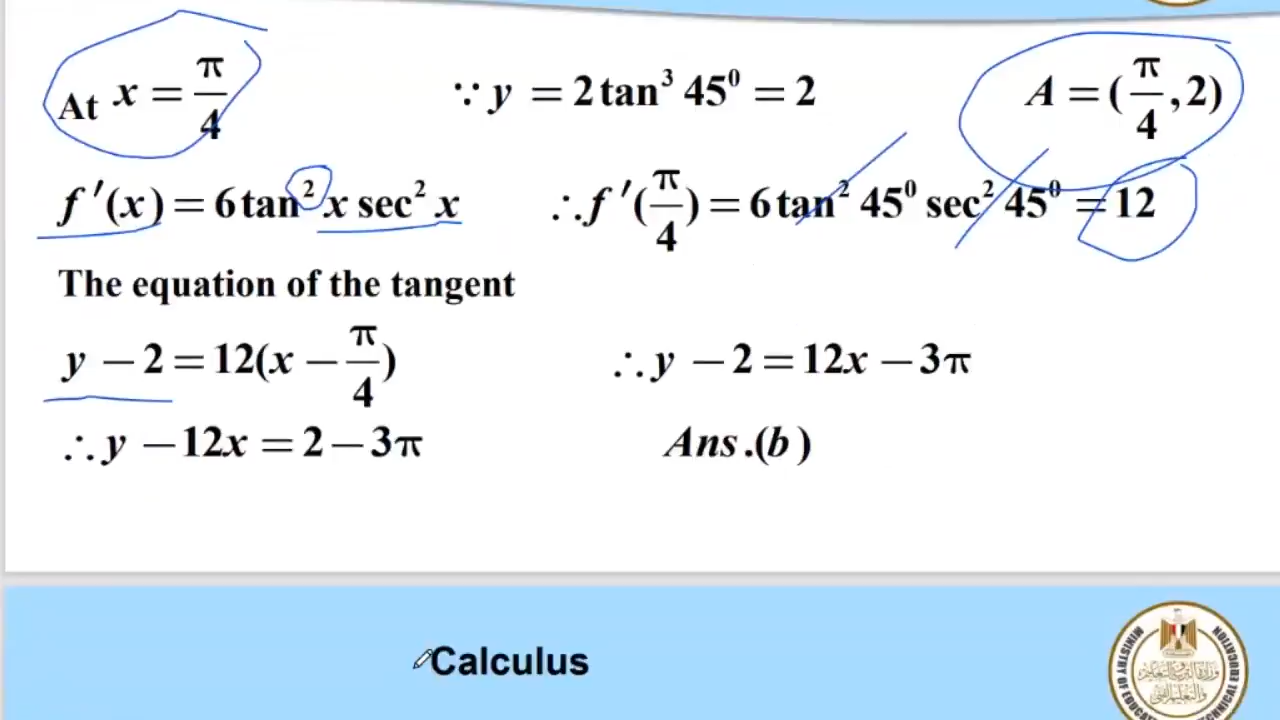 At x = π/4 ∵ y = 2 tan³ 45⁰ = 2 A = (π/4, 2)
f′(x) = 6 tan² x sec² x ∴ f′(π/4) = 6 tan² 45⁰ sec² 45⁰ = 12
The equation of the tangent
y − 2 = 12(x − π/4) ∴ y − 2 = 12x − 3π
∴ y − 12x = 2 − 3π Ans.(b)
Calculus